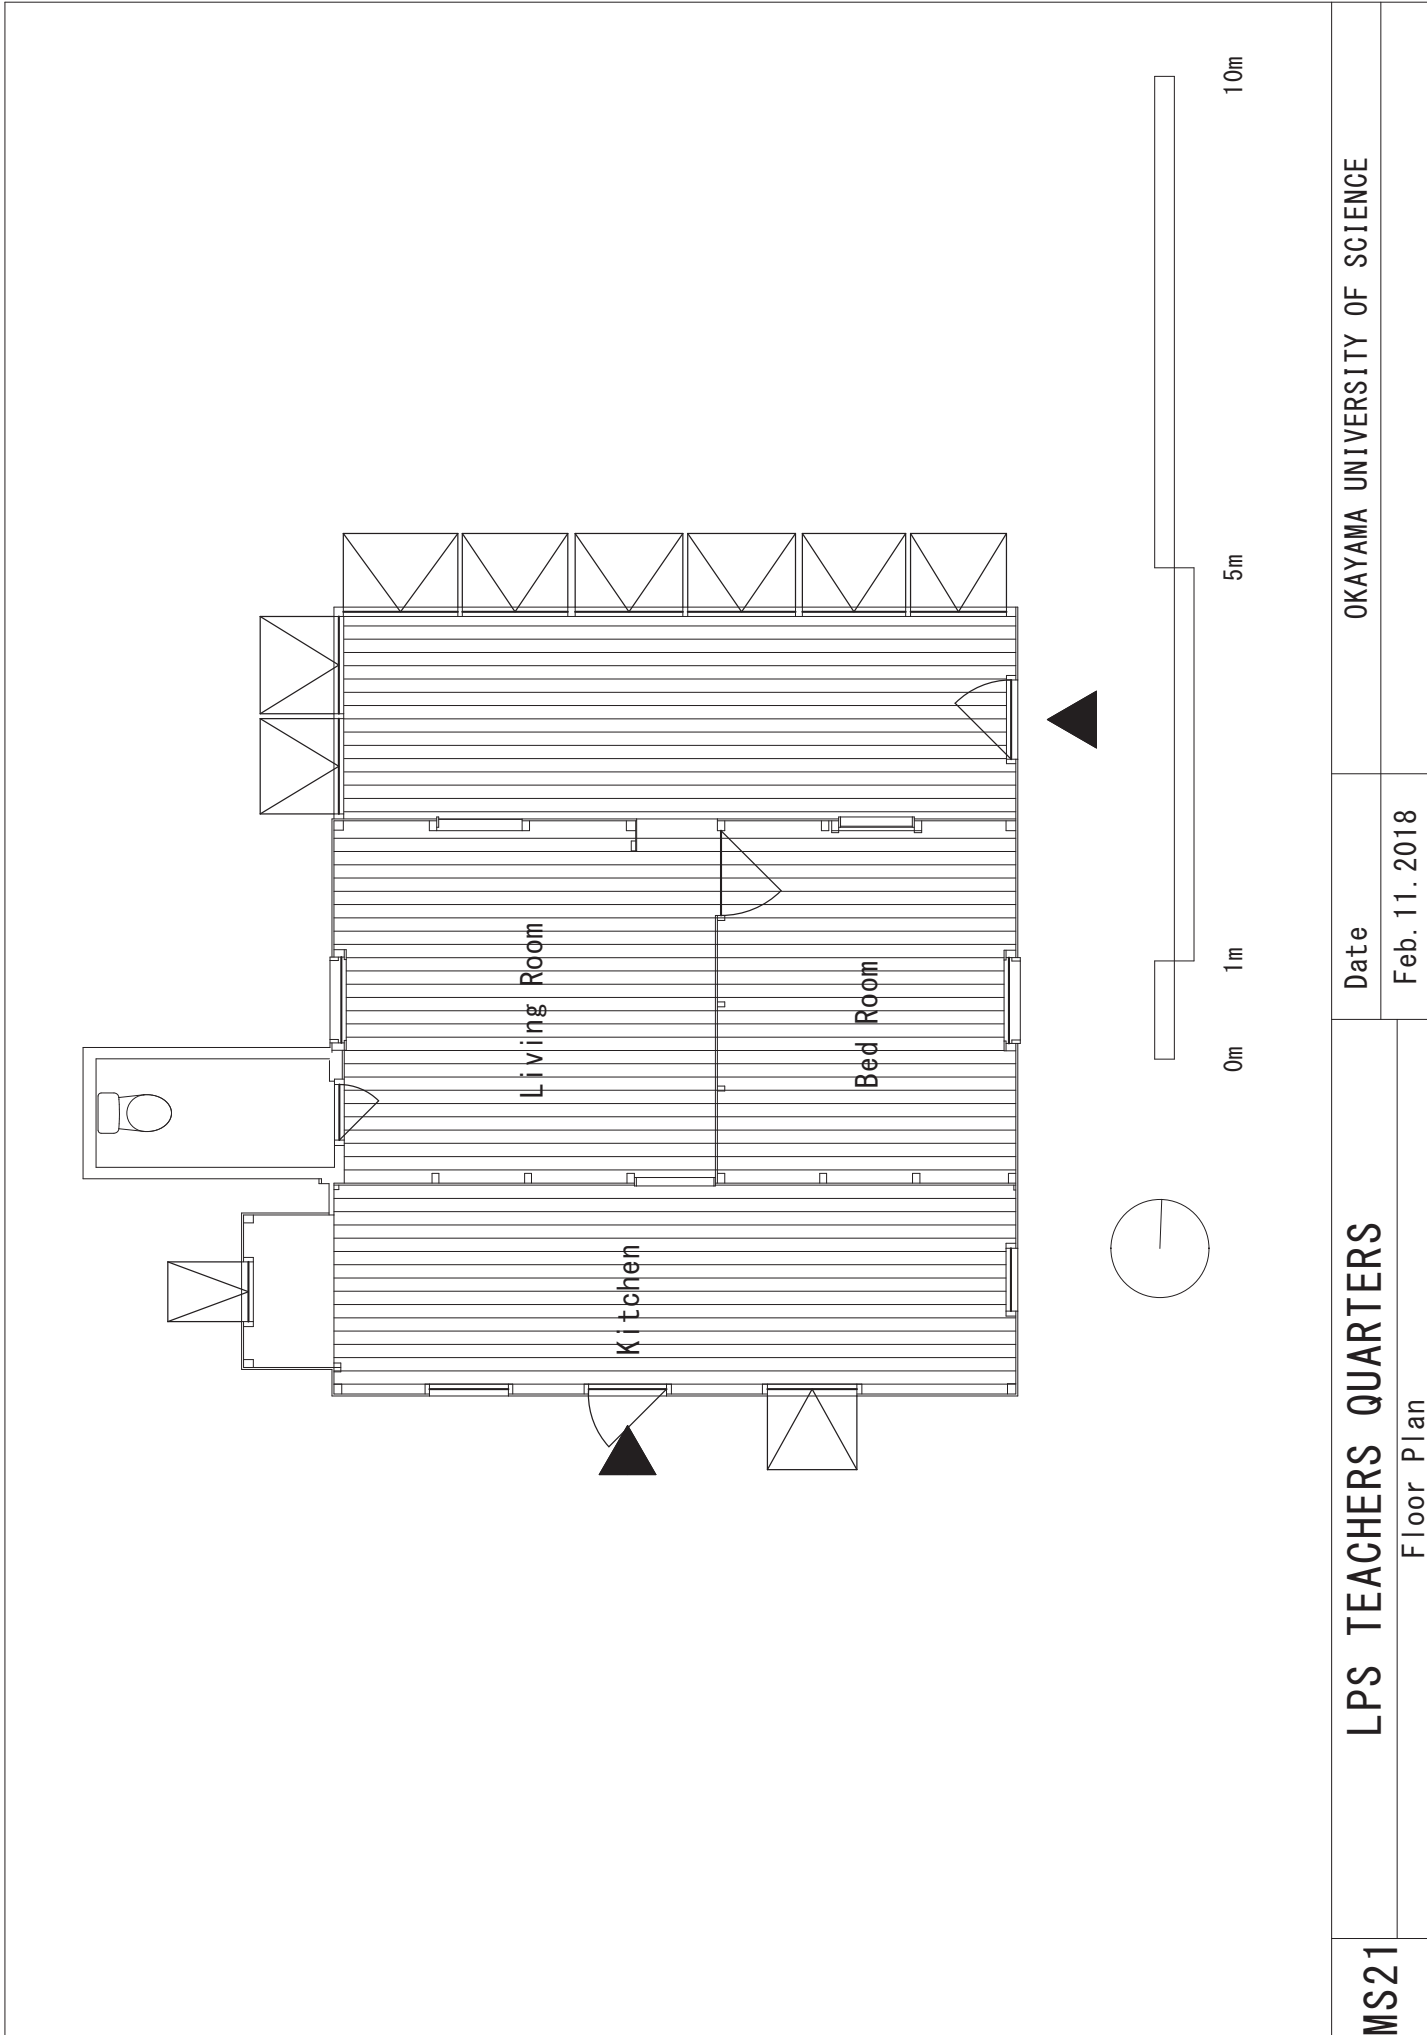 Living Room
Bed Room
Kitchen
0m 1m 5m 10m
MS21
LPS TEACHERS QUARTERS
Floor Plan
Date
Feb. 11. 2018
OKAYAMA UNIVERSITY OF SCIENCE